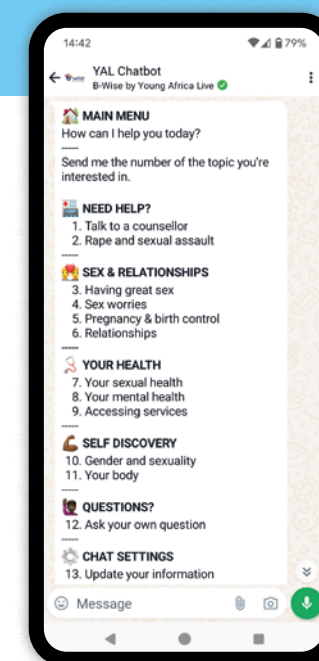 14:42 79%
YAL Chatbot
B-Wise by Young Africa Live
MAIN MENU
How can I help you today?
-----
Send me the number of the topic you're
interested in.
NEED HELP?
1. Talk to a counsellor
2. Rape and sexual assault
-----
SEX & RELATIONSHIPS
3. Having great sex
4. Sex worries
5. Pregnancy & birth control
6. Relationships
-----
YOUR HEALTH
7. Your sexual health
8. Your mental health
9. Accessing services
-----
SELF DISCOVERY
10. Gender and sexuality
11. Your body
-----
QUESTIONS?
12. Ask your own question
-----
CHAT SETTINGS
13. Update your information
Message